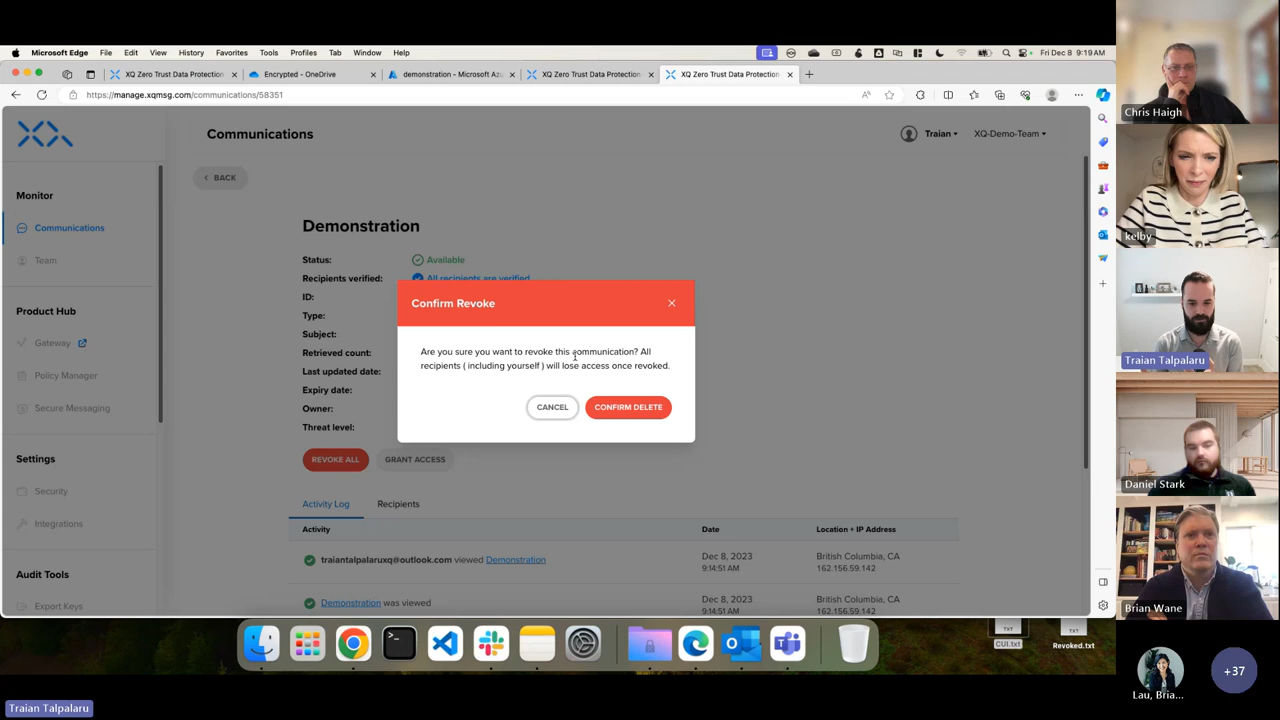 Microsoft Edge File Edit View History Favorites Tools Profiles Tab Window Help Fri Dec 8 9:19 AM
XQ Zero Trust Data Protection Encrypted - OneDrive demonstration - Microsoft Az XQ Zero Trust Data Protection XQ Zero Trust Data Protection
https://manage.xqmsg.com/communications/58351
Communications
Traian XQ-Demo-Team
BACK
Monitor
Communications
Team
Product Hub
Gateway
Policy Manager
Secure Messaging
Settings
Security
Integrations
Audit Tools
Export Keys
Demonstration
Status: Available
Recipients verified: All recipients are verified
ID:
Type:
Subject:
Retrieved count:
Last updated date:
Expiry date:
Owner:
Threat level:
Confirm Revoke
Are you sure you want to revoke this communication? All
recipients ( including yourself ) will lose access once revoked.
CANCEL CONFIRM DELETE
REVOKE ALL GRANT ACCESS
Activity Log Recipients
Activity Date Location + IP Address
traiantalpalaruxq@outlook.com viewed Demonstration Dec 8, 2023 British Columbia, CA
9:14:51 AM 162.156.59.142
Demonstration was viewed Dec 8, 2023 British Columbia, CA
9:14:51 AM 162.156.59.142
TXT TXT
CUI.txt Revoked.txt
Chris Haigh
kelby
Traian Talpalaru
Daniel Stark
Brian Wane
Lau, Bria...
+37
Traian Talpalaru